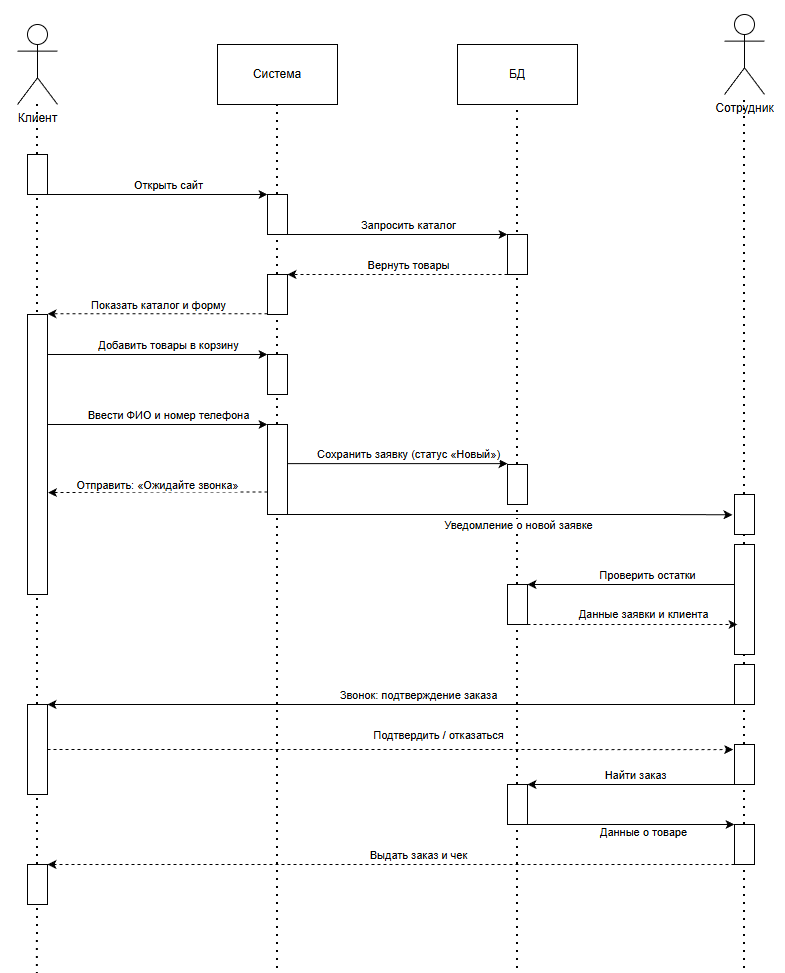 Клиент
Система
БД
Сотрудник
Открыть сайт
Запросить каталог
Вернуть товары
Показать каталог и форму
Добавить товары в корзину
Ввести ФИО и номер телефона
Сохранить заявку (статус «Новый»)
Отправить: «Ожидайте звонка»
Уведомление о новой заявке
Проверить остатки
Данные заявки и клиента
Звонок: подтверждение заказа
Подтвердить / отказаться
Найти заказ
Данные о товаре
Выдать заказ и чек